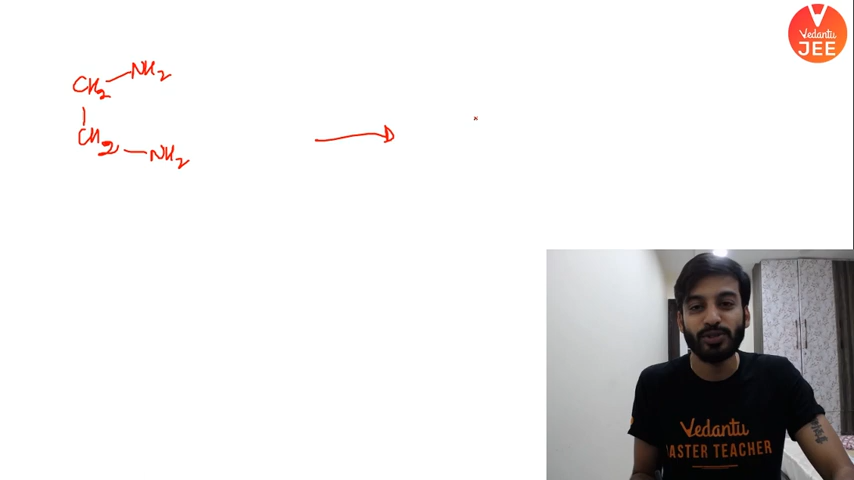 Vedantu
JEE
CH2-NH2
|
CH2-NH2
Vedantu
MASTER TEACHER